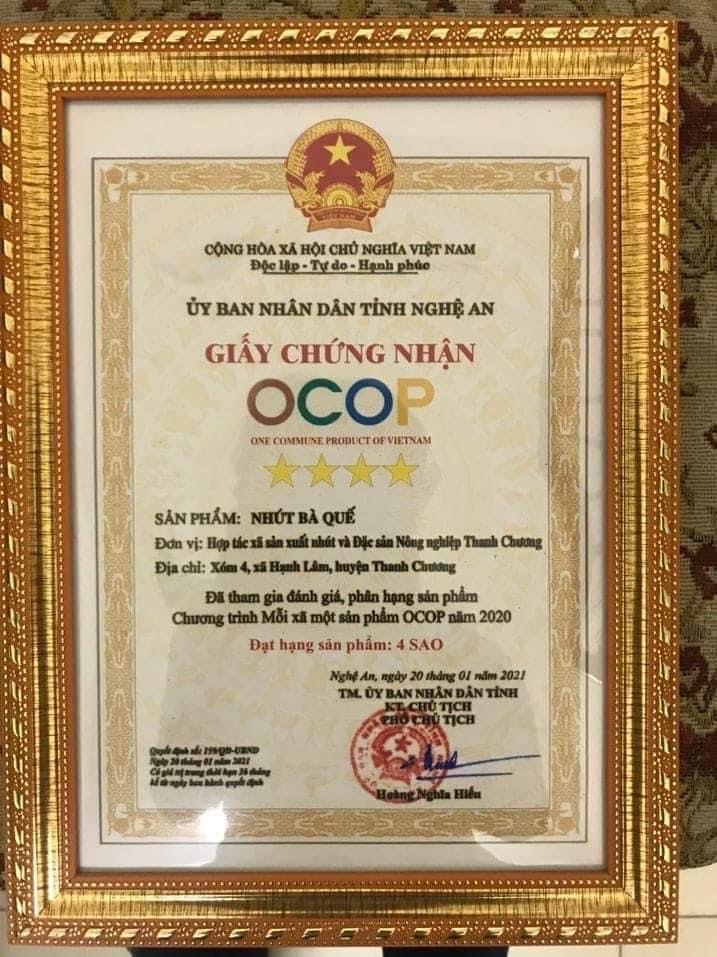 VIỆT NAM
CỘNG HÒA XÃ HỘI CHỦ NGHĨA VIỆT NAM
Độc lập - Tự do - Hạnh phúc
ỦY BAN NHÂN DÂN TỈNH NGHỆ AN
GIẤY CHỨNG NHẬN
OCOP
ONE COMMUNE PRODUCT OF VIETNAM
SẢN PHẨM: NHÚT BÀ QUẾ
Đơn vị: Hợp tác xã sản xuất nhút và Đặc sản Nông nghiệp Thanh Chương
Địa chỉ: Xóm 4, xã Hạnh Lâm, huyện Thanh Chương
Đã tham gia đánh giá, phân hạng sản phẩm
Chương trình Mỗi xã một sản phẩm OCOP năm 2020
Đạt hạng sản phẩm: 4 SAO
Nghệ An, ngày 20 tháng 01 năm 2021
TM. ỦY BAN NHÂN DÂN TỈNH
KT. CHỦ TỊCH
PHÓ CHỦ TỊCH
Quyết định số: 159/QĐ-UBND
Ngày 20 tháng 01 năm 2021
Có giá trị trong thời hạn 36 tháng
kể từ ngày ban hành quyết định
Hoàng Nghĩa Hiếu